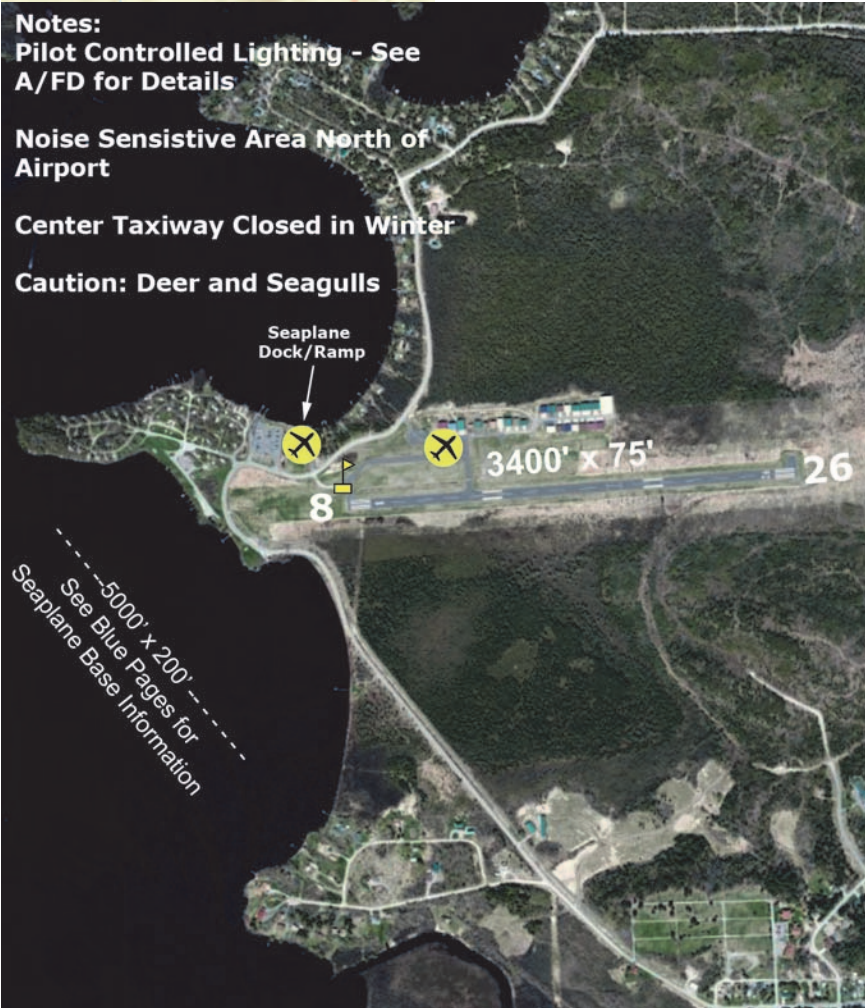 Notes:
Pilot Controlled Lighting - See
A/FD for Details
Noise Sensistive Area North of
Airport
Center Taxiway Closed in Winter
Caution: Deer and Seagulls
Seaplane
Dock/Ramp
3400' x 75'
26
8
5000' x 200'
See Blue Pages for
Seaplane Base Information